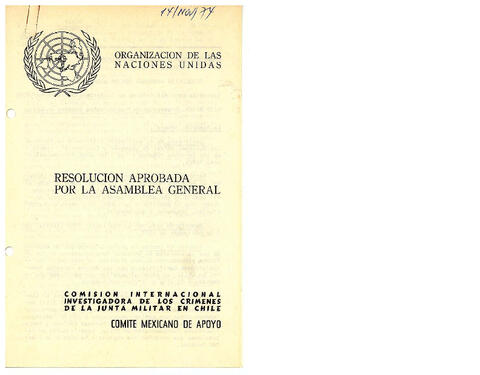 14/NOV/74
ORGANIZACION DE LAS
NACIONES UNIDAS
RESOLUCION APROBADA
POR LA ASAMBLEA GENERAL
COMISION INTERNACIONAL
INVESTIGADORA DE LOS CRIMENES
DE LA JUNTA MILITAR EN CHILE
COMITE MEXICANO DE APOYO